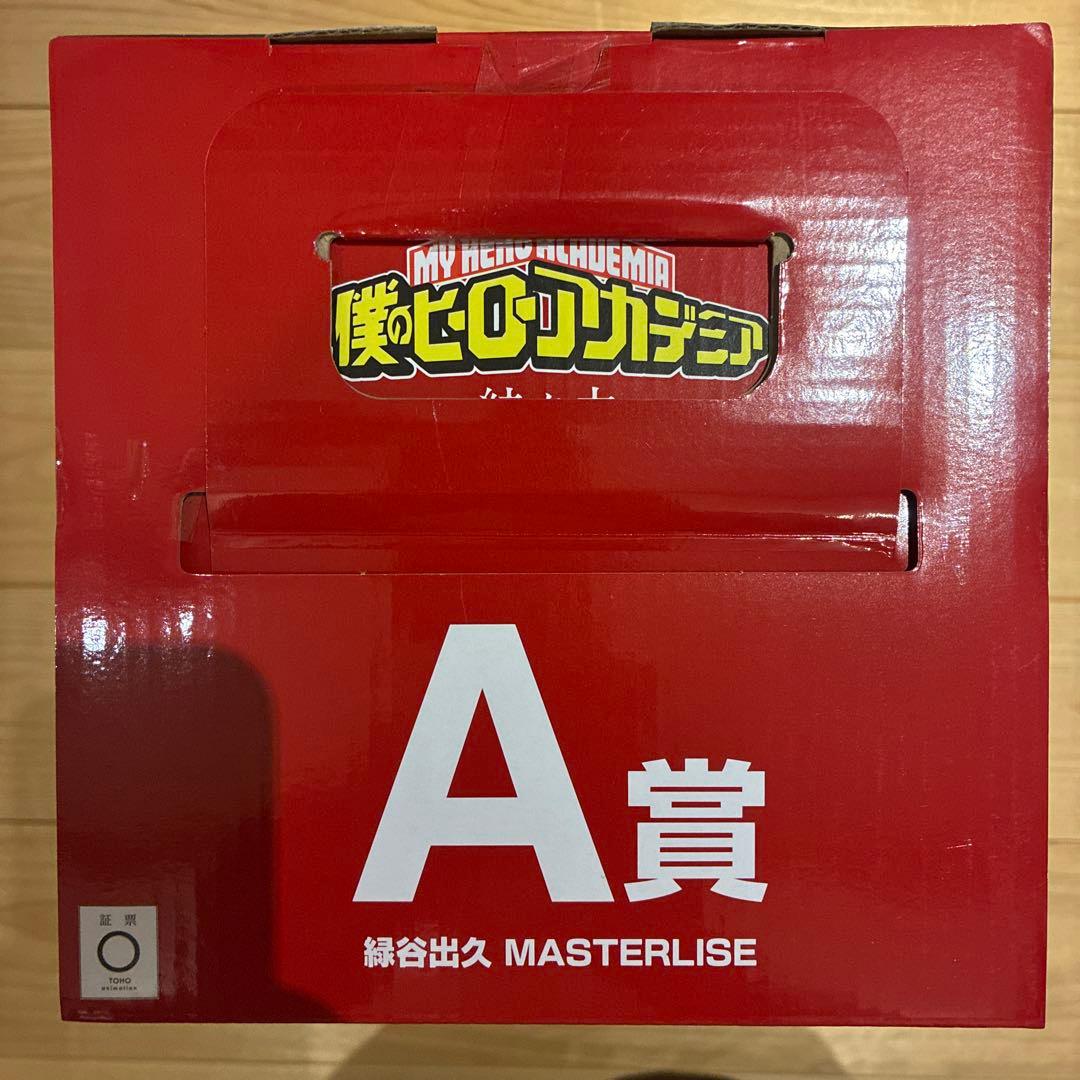 MY HERO ACADEMIA
僕のヒーローアカデミア
A賞
緑谷出久 MASTERLISE
証 票
TOHO
animation